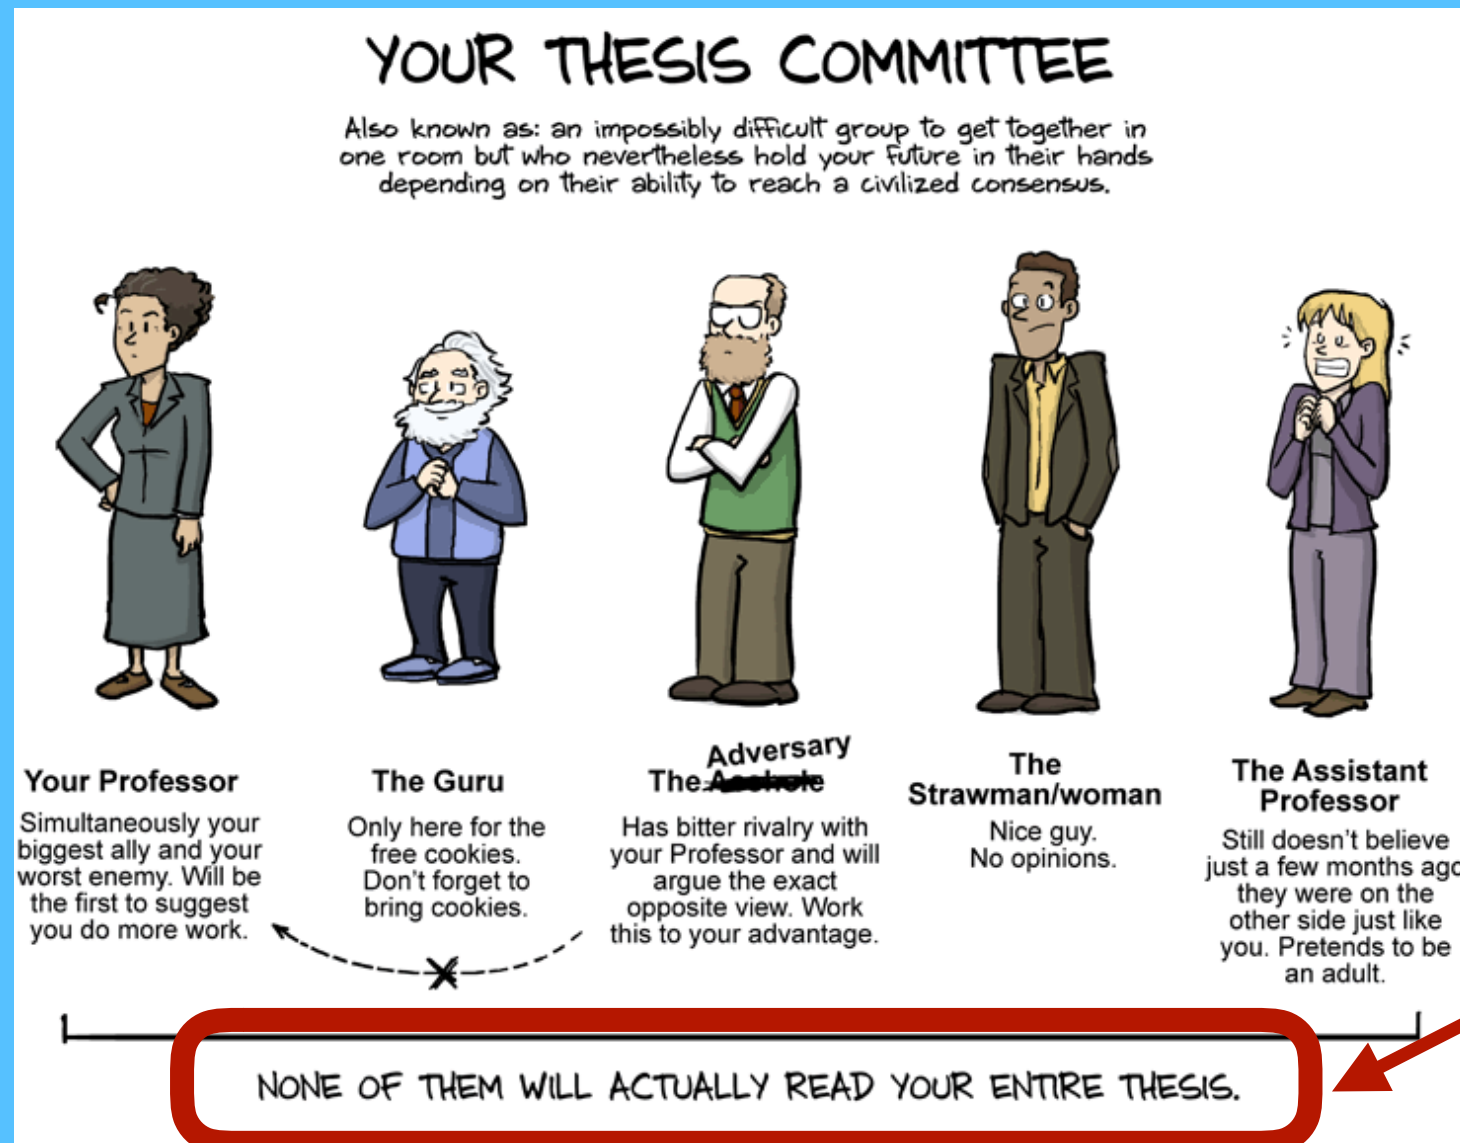 YOUR THESIS COMMITTEE
Also known as: an impossibly difficult group to get together in
one room but who nevertheless hold your future in their hands
depending on their ability to reach a civilized consensus.
Your Professor
Simultaneously your
biggest ally and your
worst enemy. Will be
the first to suggest
you do more work.
The Guru
Only here for the
free cookies.
Don't forget to
bring cookies.
Adversary
The Asshole
Has bitter rivalry with
your Professor and will
argue the exact
opposite view. Work
this to your advantage.
The
Strawman/woman
Nice guy.
No opinions.
The Assistant
Professor
Still doesn't believe
just a few months ago
they were on the
other side just like
you. Pretends to be
an adult.
NONE OF THEM WILL ACTUALLY READ YOUR ENTIRE THESIS.